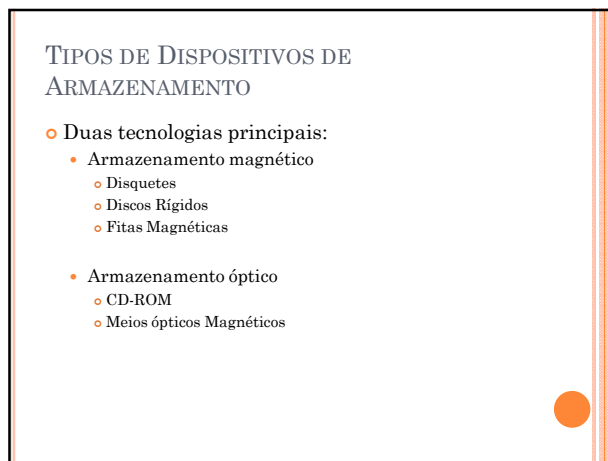 TIPOS DE DISPOSITIVOS DE
ARMAZENAMENTO
Duas tecnologias principais:
Armazenamento magnético
Disquetes
Discos Rígidos
Fitas Magnéticas
Armazenamento óptico
CD-ROM
Meios ópticos Magnéticos